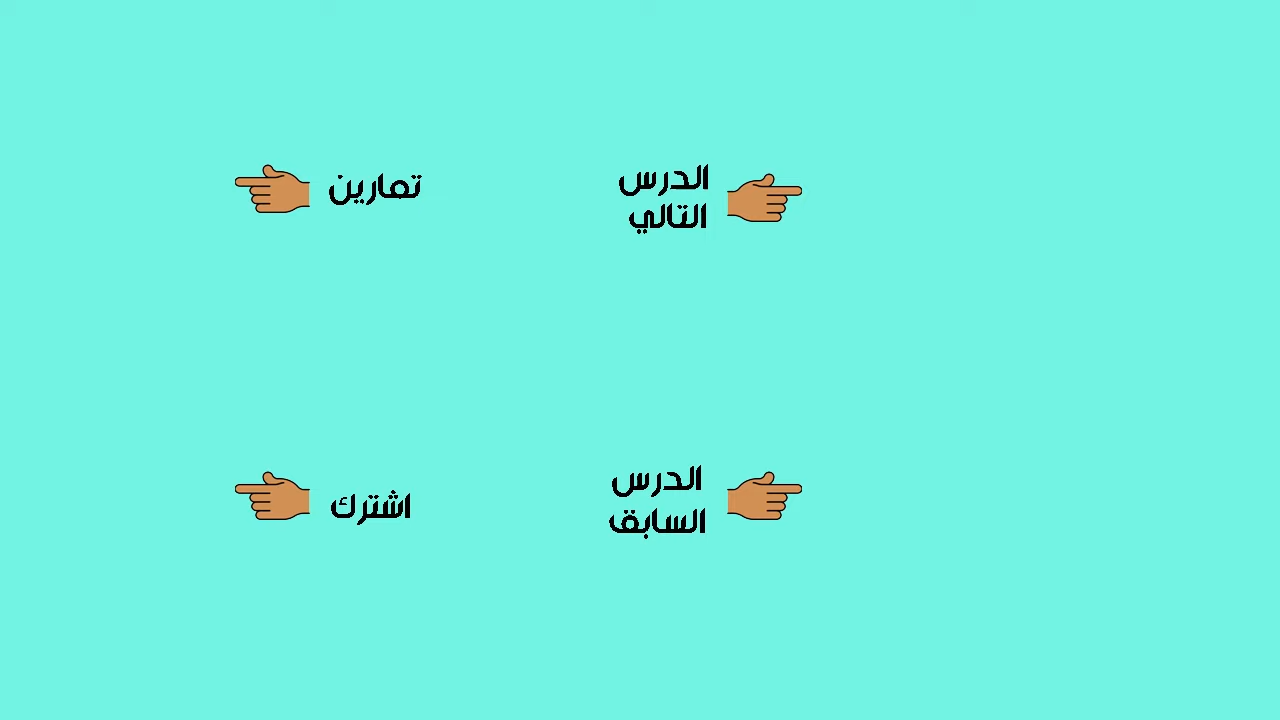 الدرس
التالي
تمارين
الدرس
السابق
اشترك